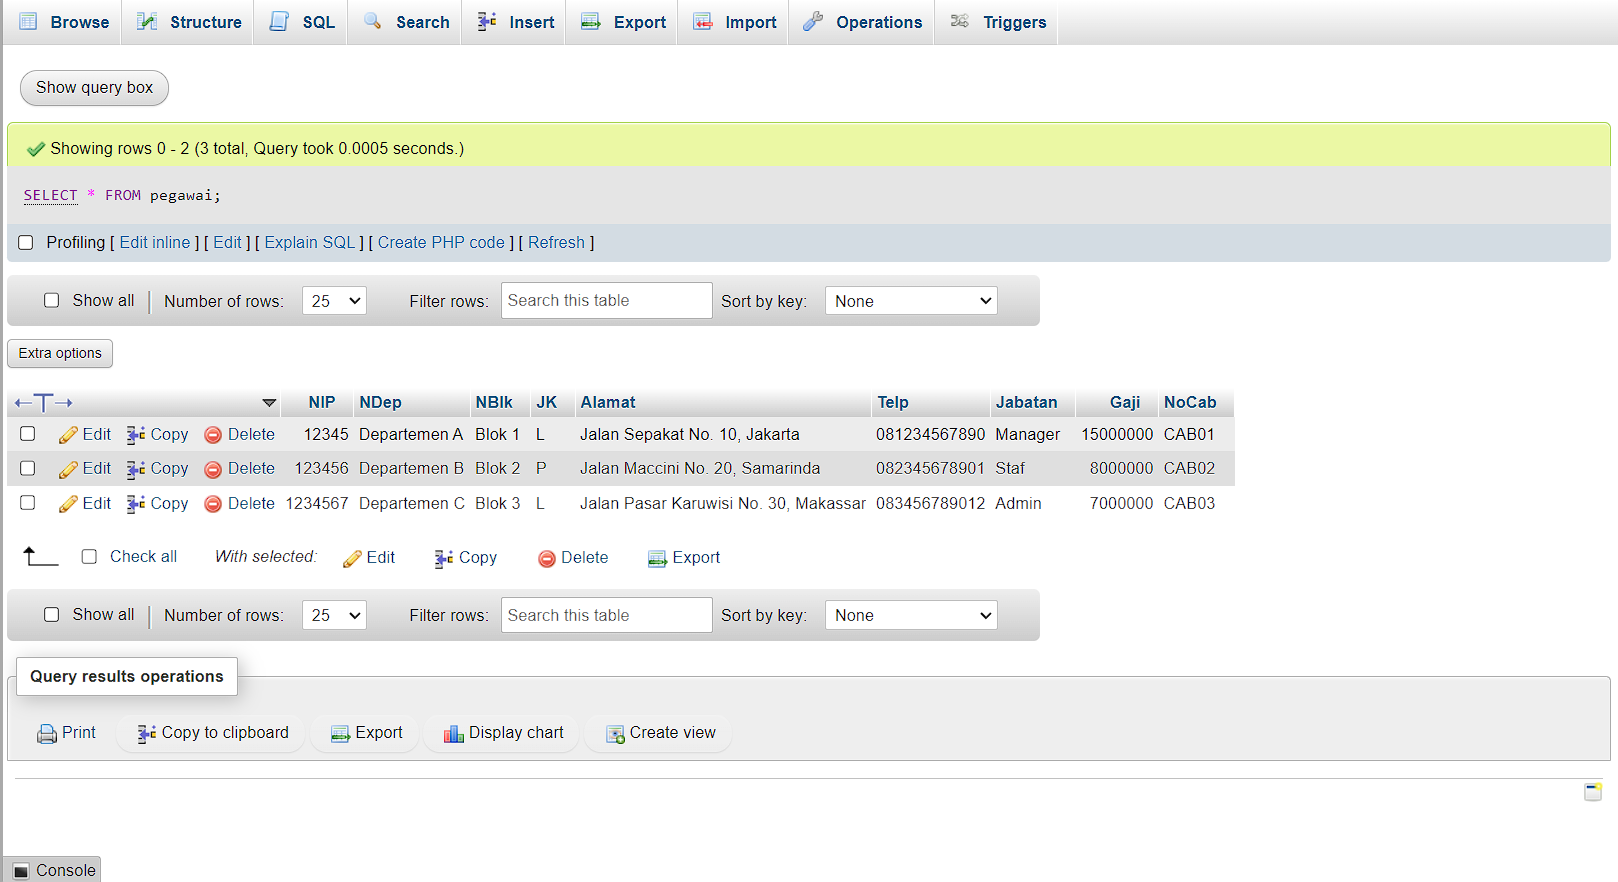 Browse Structure SQL Search Insert Export Import Operations Triggers
Show query box
Showing rows 0 - 2 (3 total, Query took 0.0005 seconds.)
SELECT * FROM pegawai;
Profiling [ Edit inline ] [ Edit ] [ Explain SQL ] [ Create PHP code ] [ Refresh ]
Show all Number of rows: 25 Filter rows: Search this table Sort by key: None
Extra options
NIP NDep NBlk JK Alamat Telp Jabatan Gaji NoCab
Edit Copy Delete 12345 Departemen A Blok 1 L Jalan Sepakat No. 10, Jakarta 081234567890 Manager 15000000 CAB01
Edit Copy Delete 123456 Departemen B Blok 2 P Jalan Maccini No. 20, Samarinda 082345678901 Staf 8000000 CAB02
Edit Copy Delete 1234567 Departemen C Blok 3 L Jalan Pasar Karuwisi No. 30, Makassar 083456789012 Admin 7000000 CAB03
Check all With selected: Edit Copy Delete Export
Show all Number of rows: 25 Filter rows: Search this table Sort by key: None
Query results operations
Print Copy to clipboard Export Display chart Create view
Console